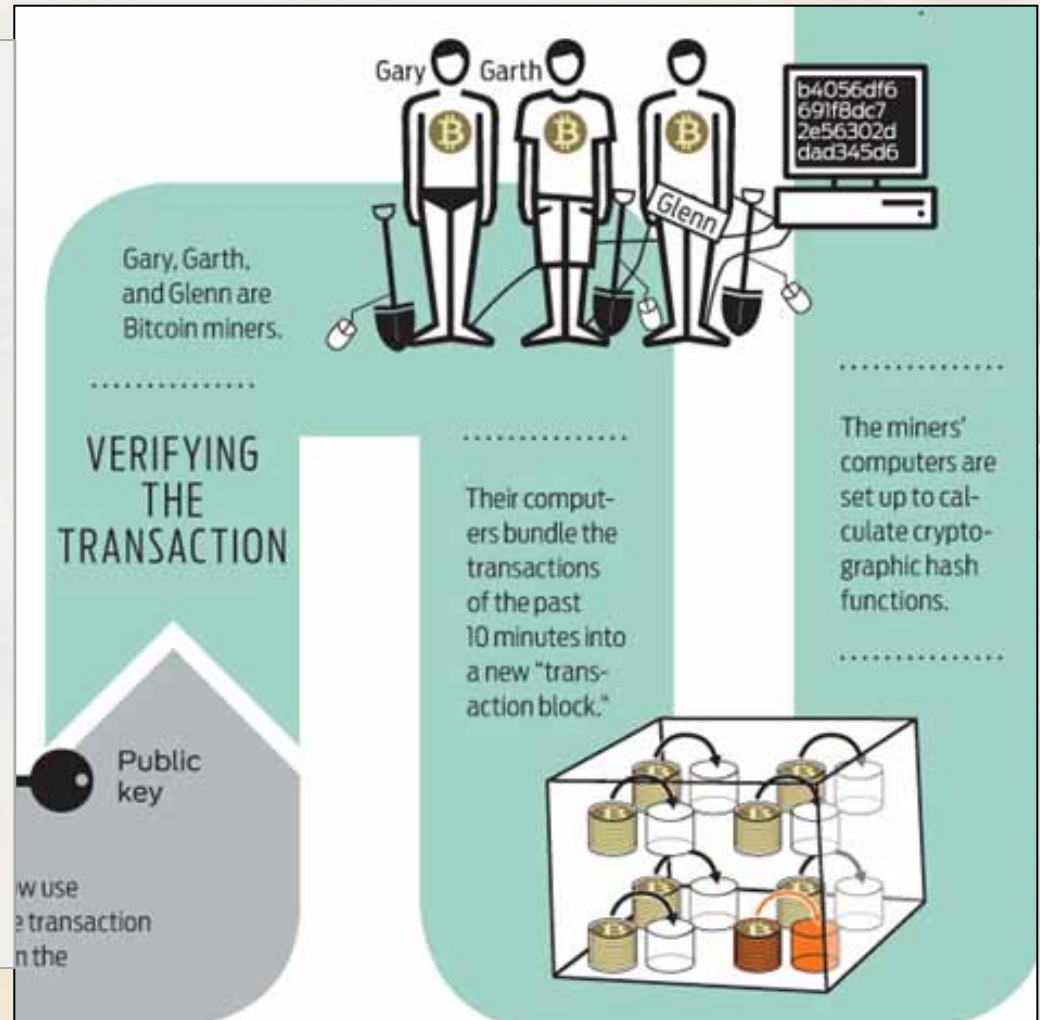 Gary Garth
b4056df6
691f8dc7
2e56302d
dad345d6
Glenn
Gary, Garth,
and Glenn are
Bitcoin miners.
VERIFYING
THE
TRANSACTION
Public
key
use
transaction
the
Their comput-
ers bundle the
transactions
of the past
10 minutes into
a new “trans-
action block.”
The miners’
computers are
set up to cal-
culate crypto-
graphic hash
functions.